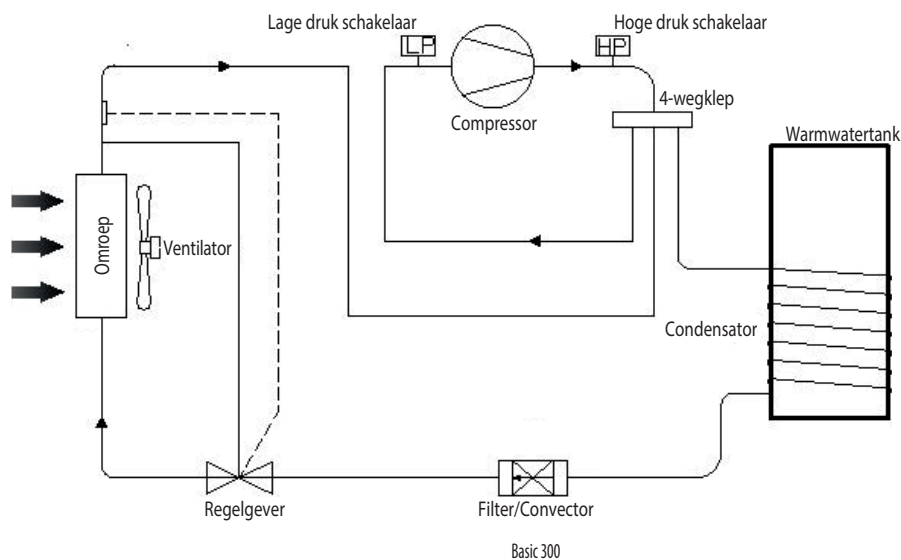 Lage druk schakelaar
Hoge druk schakelaar
LP
HP
4-wegklep
Compressor
Warmwatertank
Omroep
Ventilator
Condensator
Regelgever
Filter/Convector
Basic 300